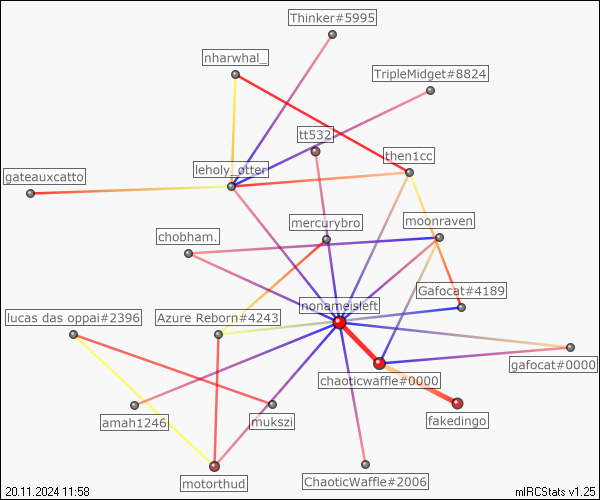 Thinker#5995
nharwhal_
TripleMidget#8824
tt532
then1cc
leholy_otter
gateauxcatto
mercurybro
moonraven
chobham.
Gafocat#4189
nonameisleft
lucas das oppai#2396
Azure Reborn#4243
gafocat#0000
chaoticwaffle#0000
amah1246
mukszi
fakedingo
motorthud
ChaoticWaffle#2006
20.11.2024 11:58
mIRCStats v1.25